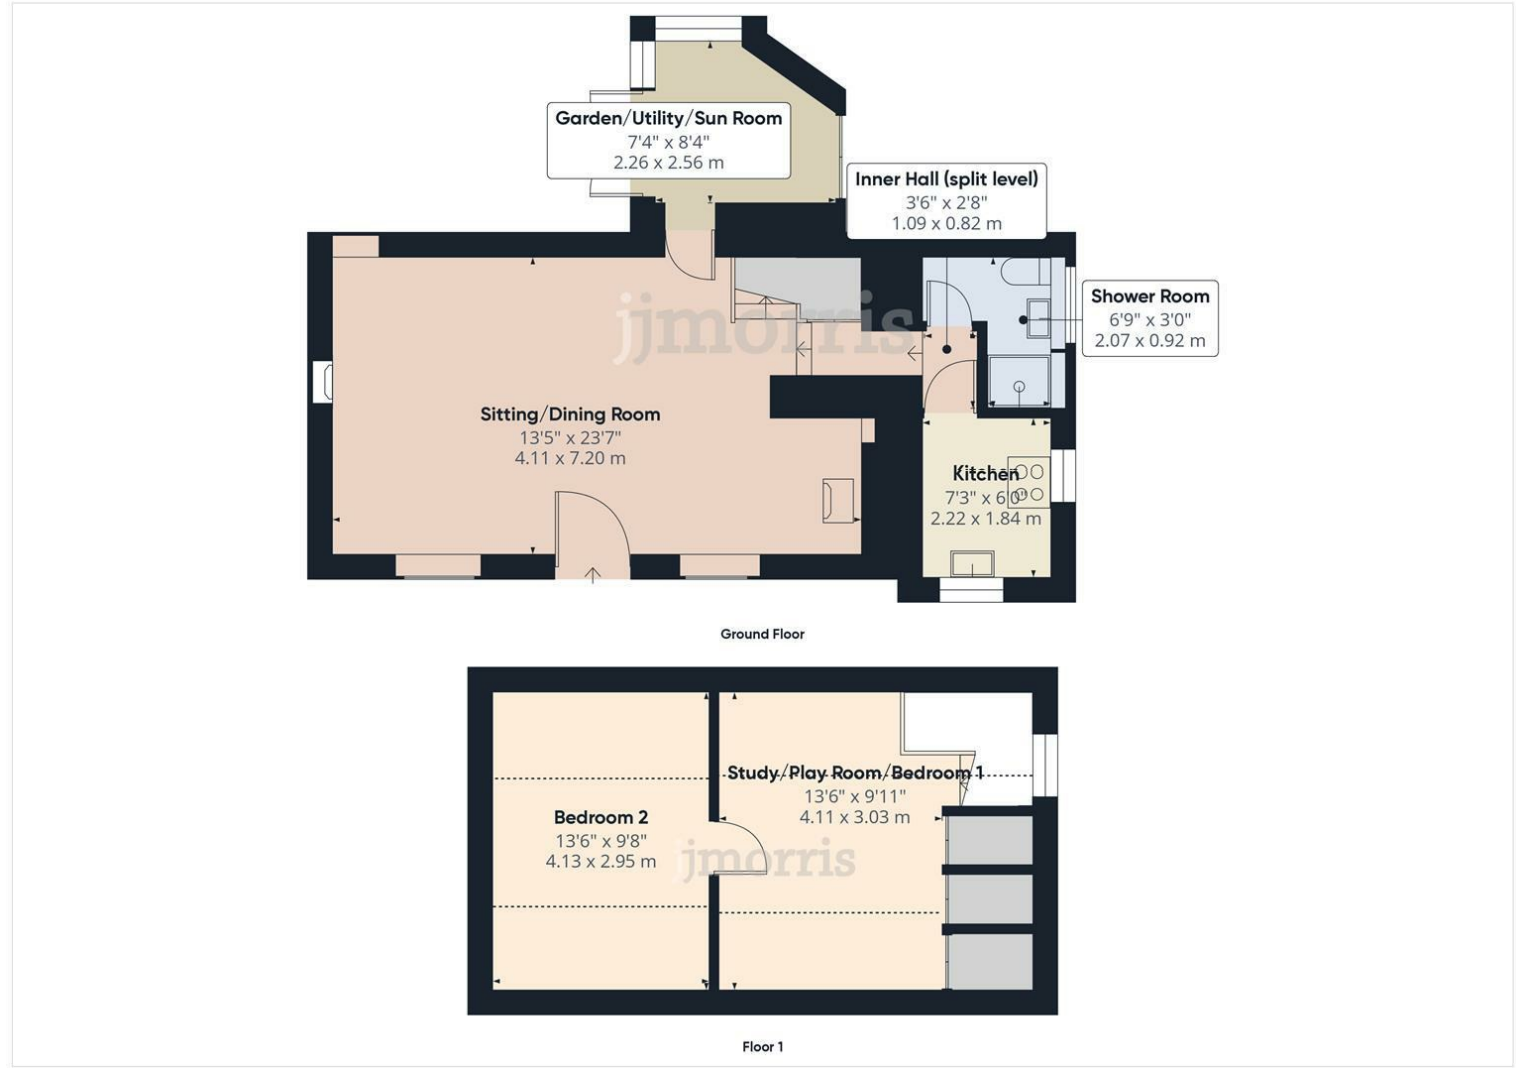 Garden/Utility/Sun Room
7'4" x 8'4"
2.26 x 2.56 m
Inner Hall (split level)
3'6" x 2'8"
1.09 x 0.82 m
Shower Room
6'9" x 3'0"
2.07 x 0.92 m
jjmorris
Sitting/Dining Room
13'5" x 23'7"
4.11 x 7.20 m
Kitchen
7'3" x 6'0"
2.22 x 1.84 m
Ground Floor
Study/Play Room/Bedroom 1
13'6" x 9'11"
4.11 x 3.03 m
Bedroom 2
13'6" x 9'8"
4.13 x 2.95 m
jjmorris
Floor 1